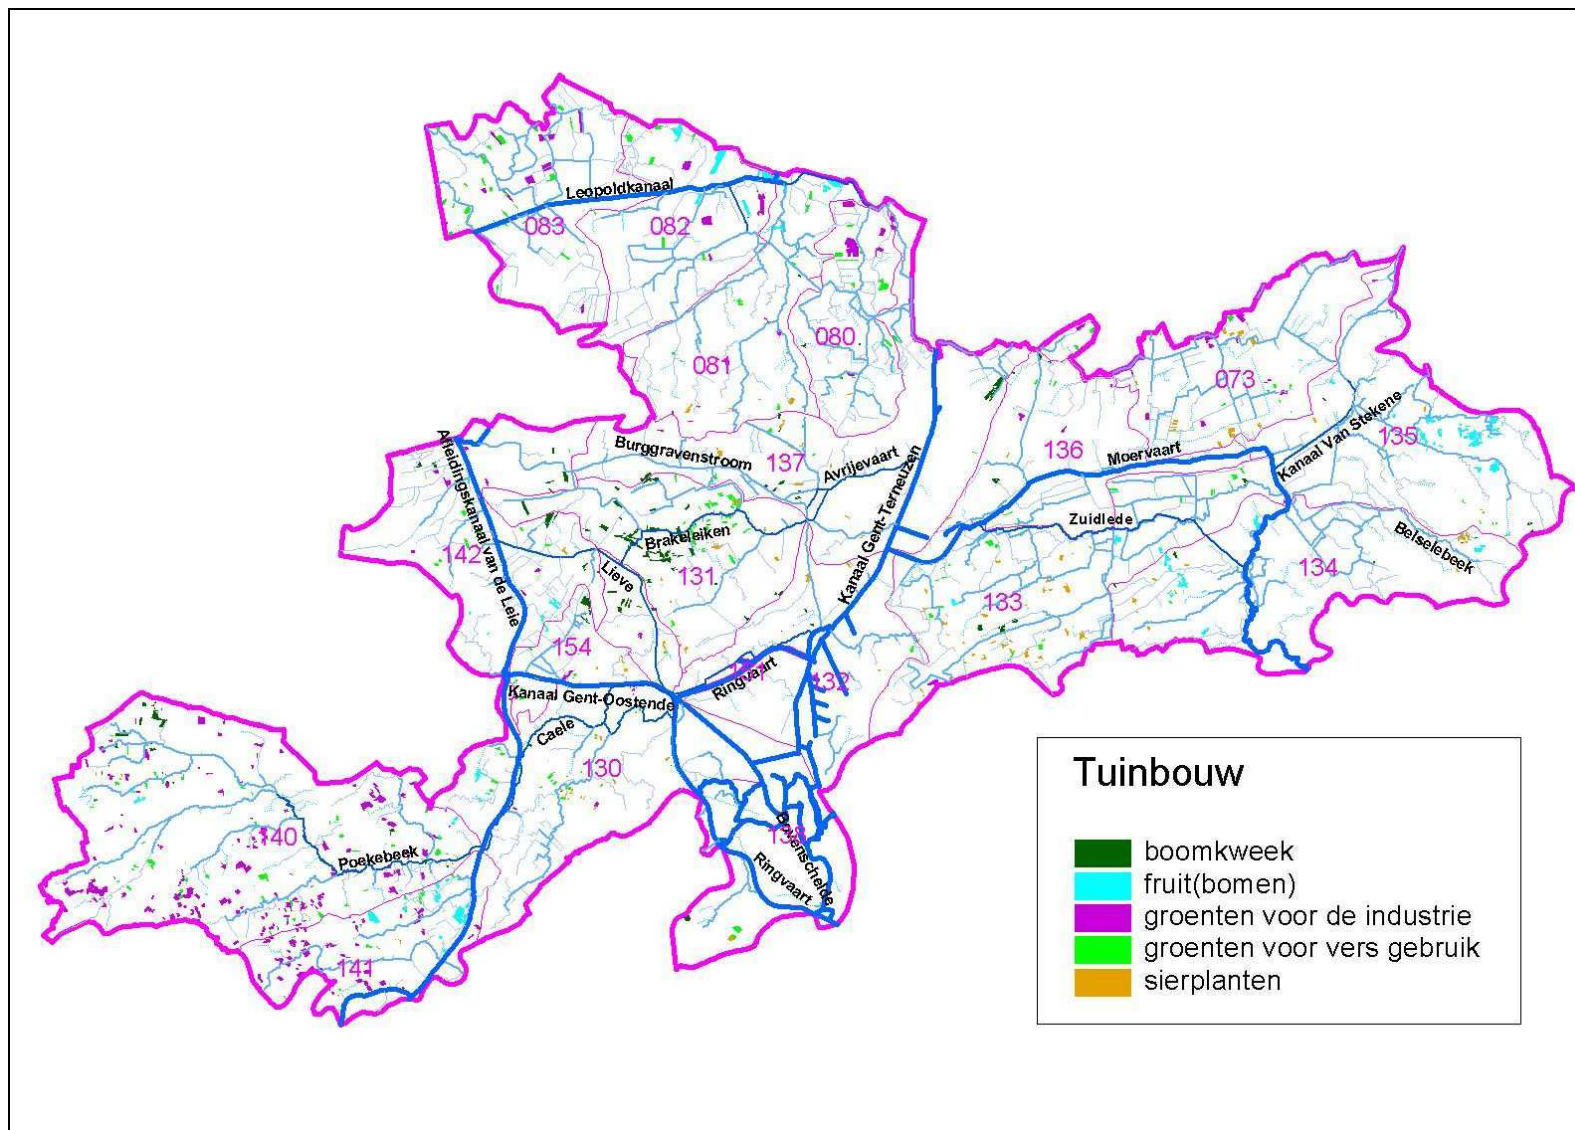 Leopoldkanaal
083
082
080
081
073
Kanaal Van Stekene
135
136
Moervaart
Burggravenstroom
137
Avrijevaart
Afleidingskanaal van de Leie
Kanaal Gent-Terneuzen
Zuidlede
Belselebeek
134
Brakeleiken
142
Lieve
131
133
154
132
Ringvaart
Kanaal Gent-Oostende
Caele
130
140
Poekebeek
Bovenschelde
Ringvaart
141
Tuinbouw
boomkweek
fruit(bomen)
groenten voor de industrie
groenten voor vers gebruik
sierplanten